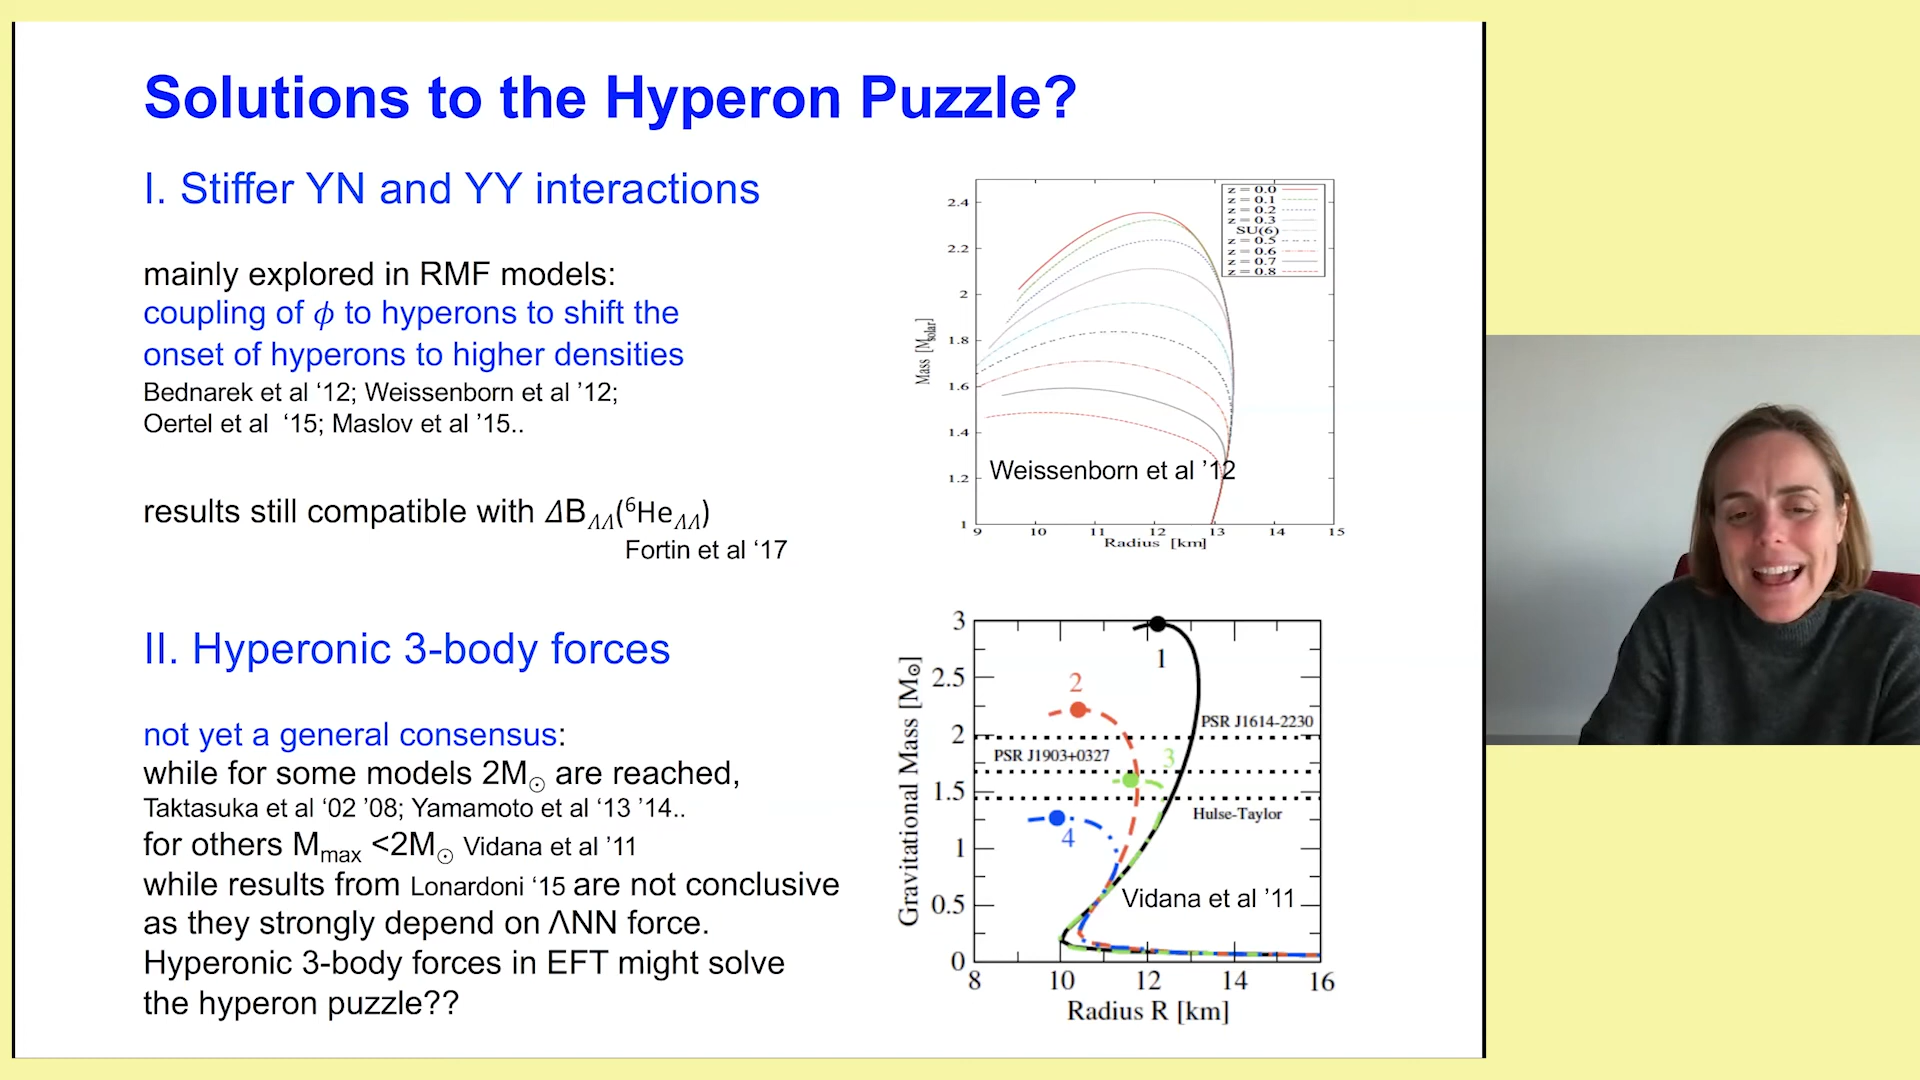 Solutions to the Hyperon Puzzle?
I. Stiffer YN and YY interactions
mainly explored in RMF models:
coupling of ϕ to hyperons to shift the
onset of hyperons to higher densities
Bednarek et al ‘12; Weissenborn et al ’12;
Oertel et al ‘15; Maslov et al ’15..
results still compatible with ΔB_ΛΛ(⁶He_ΛΛ)
Fortin et al ‘17
II. Hyperonic 3-body forces
not yet a general consensus:
while for some models 2M☉ are reached,
Taktasuka et al ‘02 ’08; Yamamoto et al ‘13 ’14..
for others Mmax <2M☉ Vidana et al ’11
while results from Lonardoni ‘15 are not conclusive
as they strongly depend on ΛNN force.
Hyperonic 3-body forces in EFT might solve
the hyperon puzzle??
z = 0.0
z = 0.1
z = 0.2
z = 0.3
SU(6)
z = 0.5
z = 0.6
z = 0.7
z = 0.8
2.4
2.2
2
1.8
1.6
1.4
1.2
1
Mass [Msolar]
Weissenborn et al ’12
9 10 11 12 13 14 15
Radius [km]
3
2.5
2
1.5
1
0.5
0
Gravitational Mass [M☉]
1
2
3
4
PSR J1614-2230
PSR J1903+0327
Hulse-Taylor
Vidana et al ’11
8 10 12 14 16
Radius R [km]